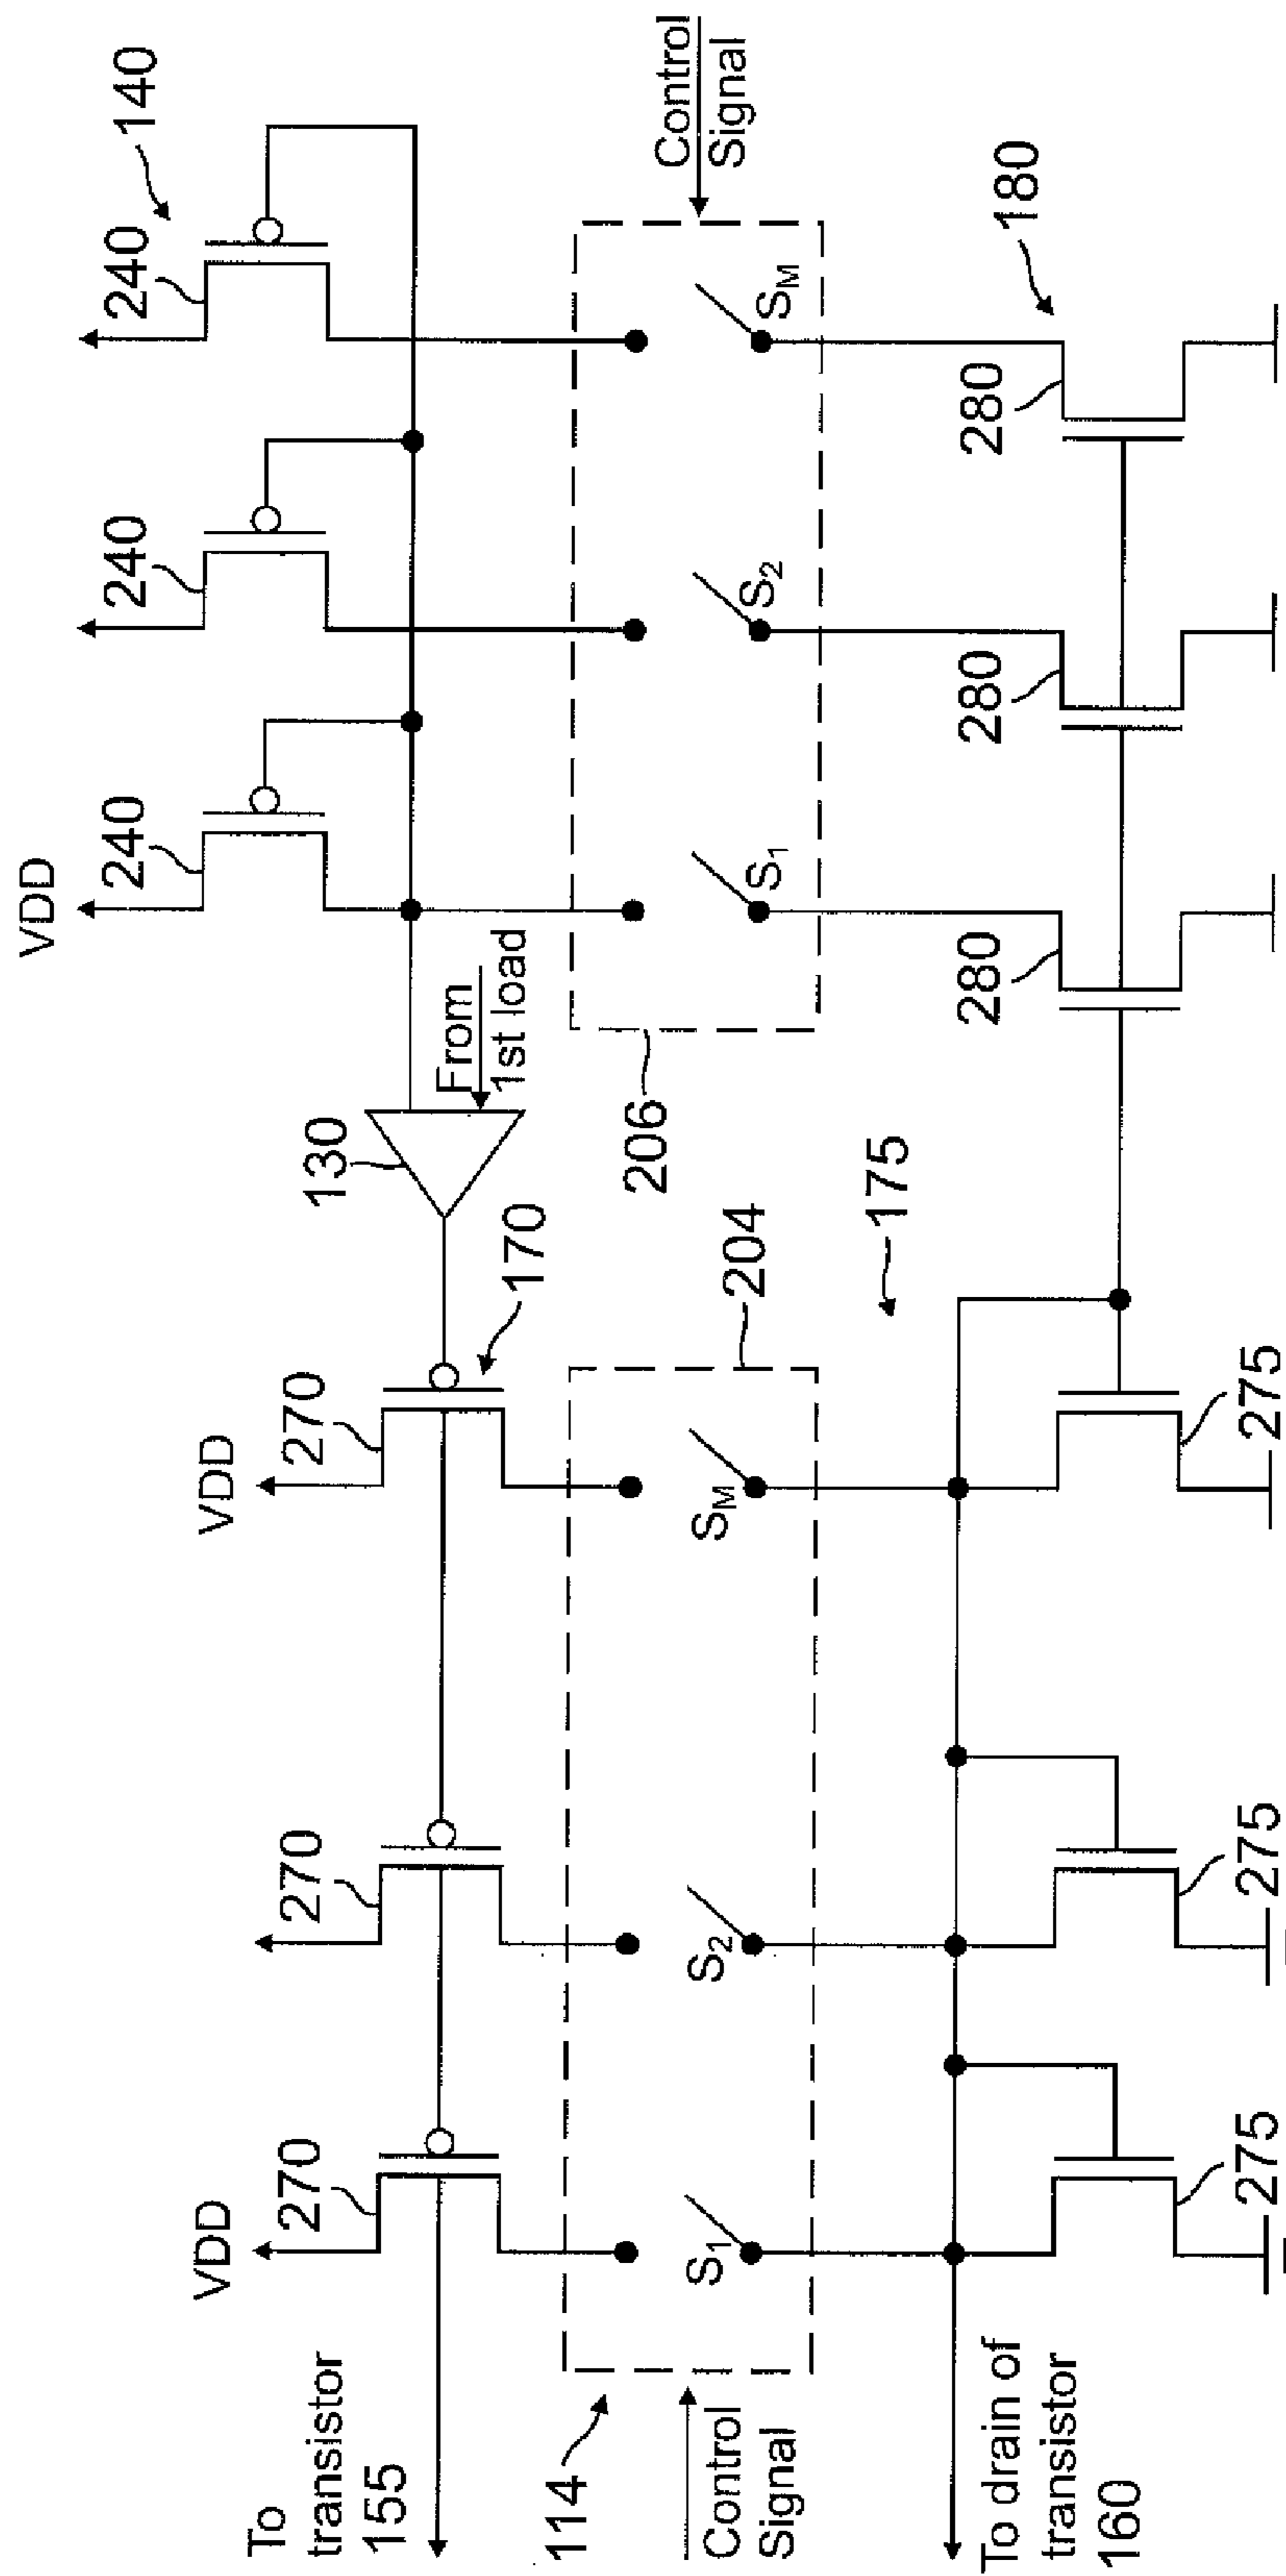 VDD
240
240
240
140
VDD
270
270
VDD
270
170
130
From
1st load
To
transistor
155
114
Control
Signal
S1
S2
SM
204
206
S1
S2
SM
Control
Signal
175
280
280
280
180
To drain of
transistor
160
275
275
275